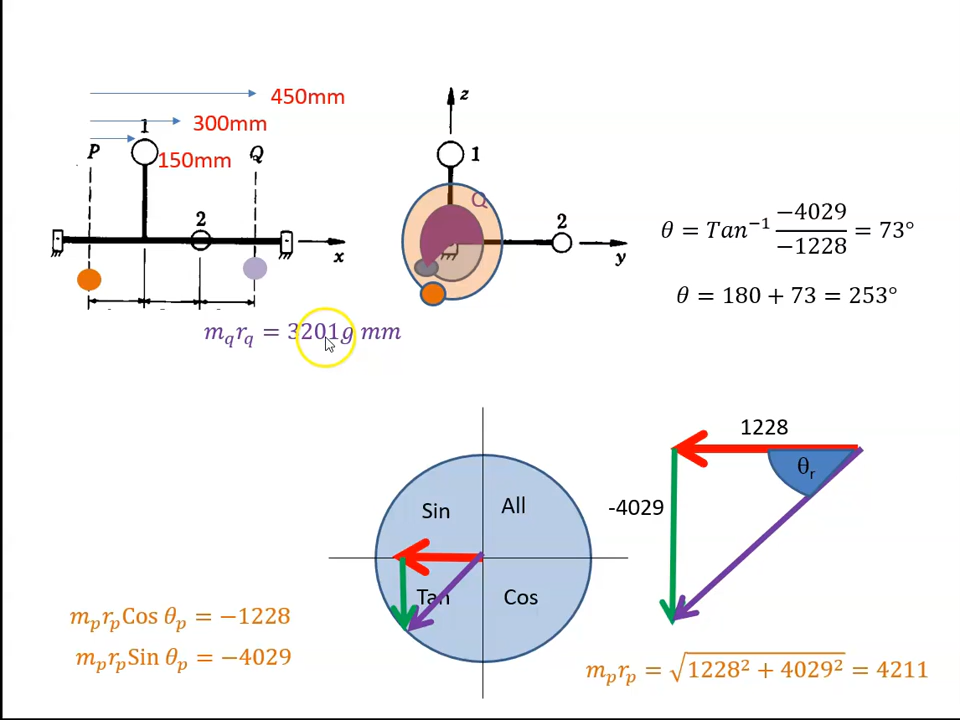 450mm
300mm
150mm
1
P
Q
2
x
z
1
Q
2
y
θ = Tan⁻¹ −4029/−1228 = 73°
θ = 180 + 73 = 253°
m_q r_q = 3201g mm
1228
θ_r
-4029
Sin
All
Tan
Cos
m_p r_p Cos θ_p = −1228
m_p r_p Sin θ_p = −4029
m_p r_p = √(1228² + 4029²) = 4211